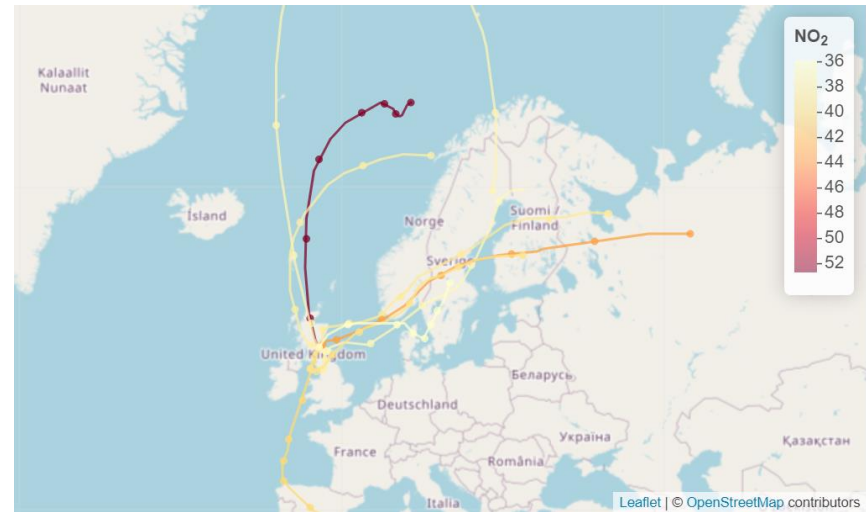 NO2
36
38
40
42
44
46
48
50
52
Kalaallit
Nunaat
Ísland
Norge
Suomi /
Finland
Sverige
United Kingdom
Беларусь
Deutschland
Україна
Қазақстан
France
România
Italia
Leaflet | © OpenStreetMap contributors